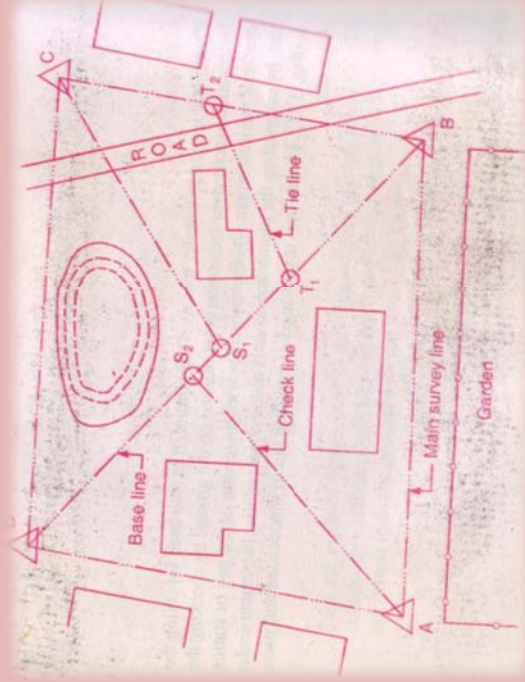 C
ROAD
T₂
Base line
S₂
S₁
Tie line
T₁
Check line
A
B
Main survey line
Garden